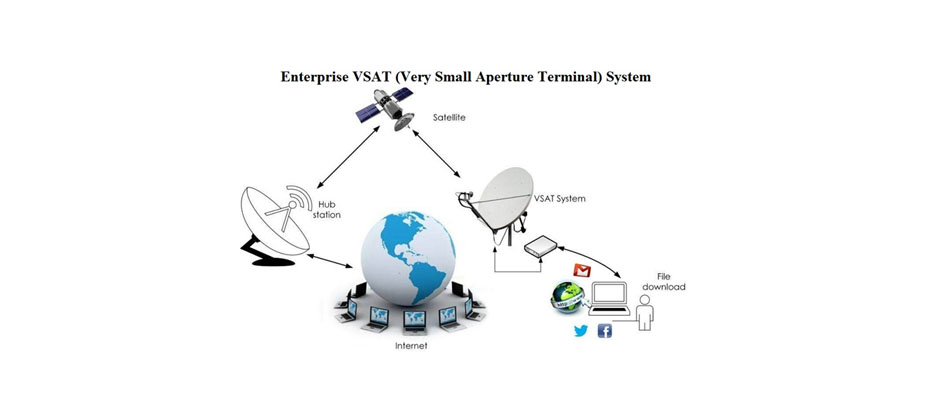 Enterprise VSAT (Very Small Aperture Terminal) System
Satellite
Hub
station
VSAT System
File
download
Internet